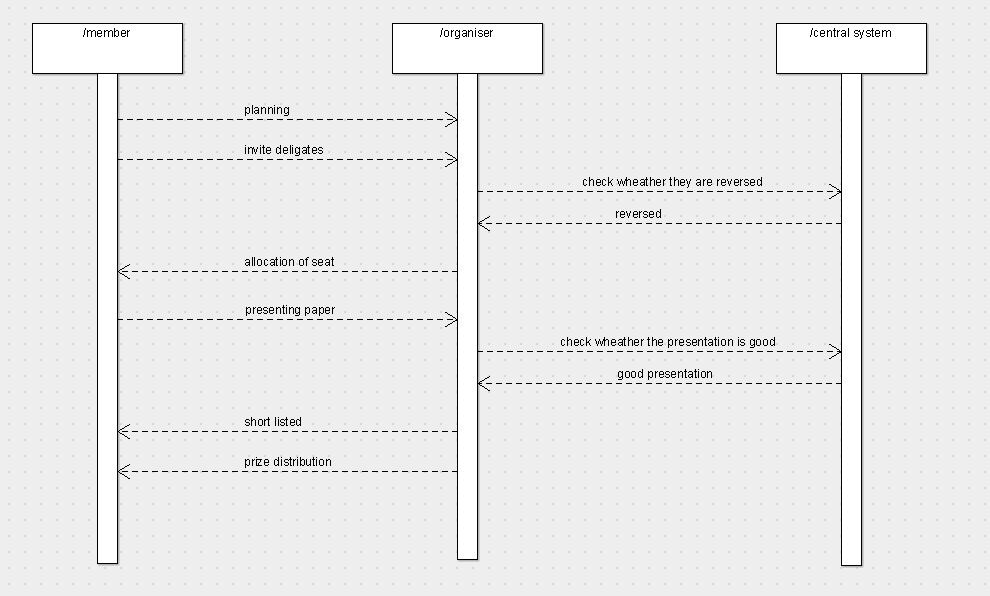 /member
/organiser
/central system
planning
invite deligates
check wheather they are reversed
reversed
allocation of seat
presenting paper
check wheather the presentation is good
good presentation
short listed
prize distribution